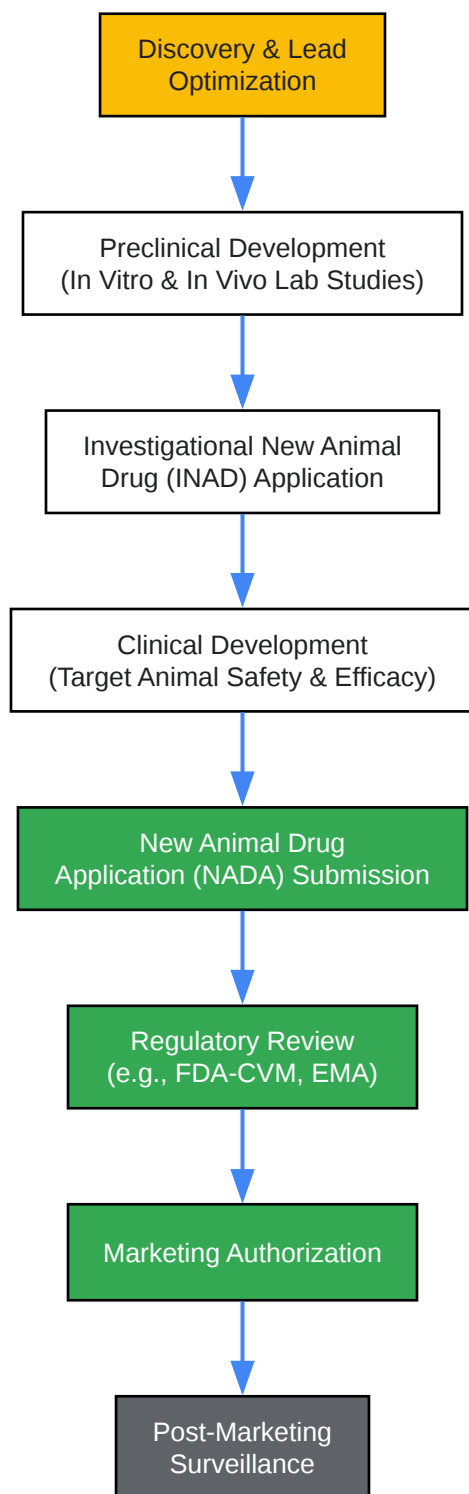 Discovery & Lead
Optimization
Preclinical Development
(In Vitro & In Vivo Lab Studies)
Investigational New Animal
Drug (INAD) Application
Clinical Development
(Target Animal Safety & Efficacy)
New Animal Drug
Application (NADA) Submission
Regulatory Review
(e.g., FDA-CVM, EMA)
Marketing Authorization
Post-Marketing
Surveillance